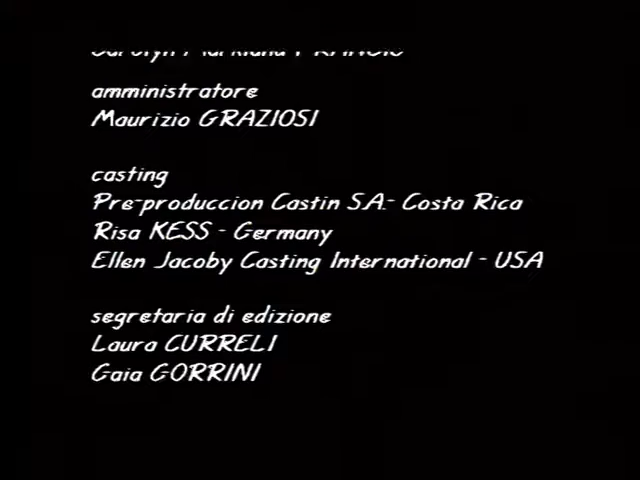 amministratore
Maurizio GRAZIOSI
casting
Pre-produccion Castin S.A.- Costa Rica
Risa KESS - Germany
Ellen Jacoby Casting International - USA
segretaria di edizione
Laura CURRELI
Gaia GORRINI